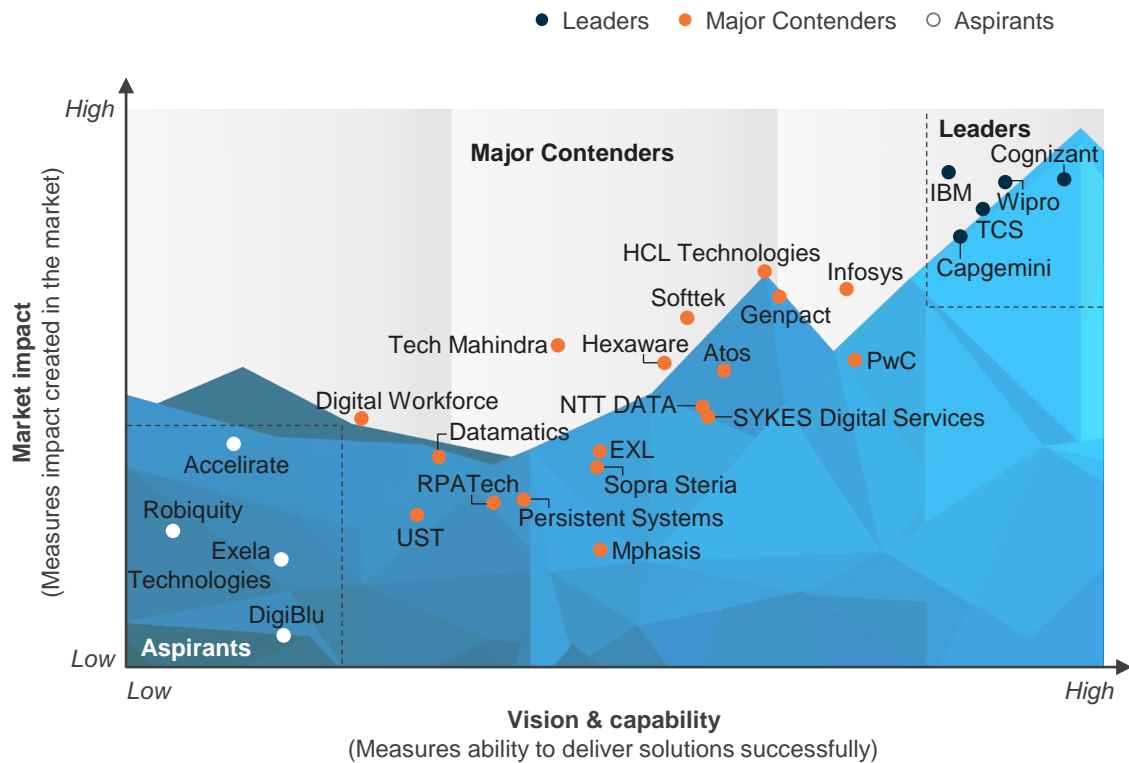 Leaders
Major Contenders
Aspirants
High
Leaders
Cognizant
Major Contenders
IBM
Wipro
TCS
HCL Technologies
Capgemini
Infosys
Softtek
Genpact
Tech Mahindra
Hexaware
Atos
PwC
Digital Workforce
NTT DATA
SYKES Digital Services
Datamatics
Accelirate
EXL
RPATech
Sopra Steria
Robiquity
Persistent Systems
UST
Exela
Technologies
Mphasis
DigiBlu
Aspirants
Low
Market impact
(Measures impact created in the market)
Low
High
Vision & capability
(Measures ability to deliver solutions successfully)